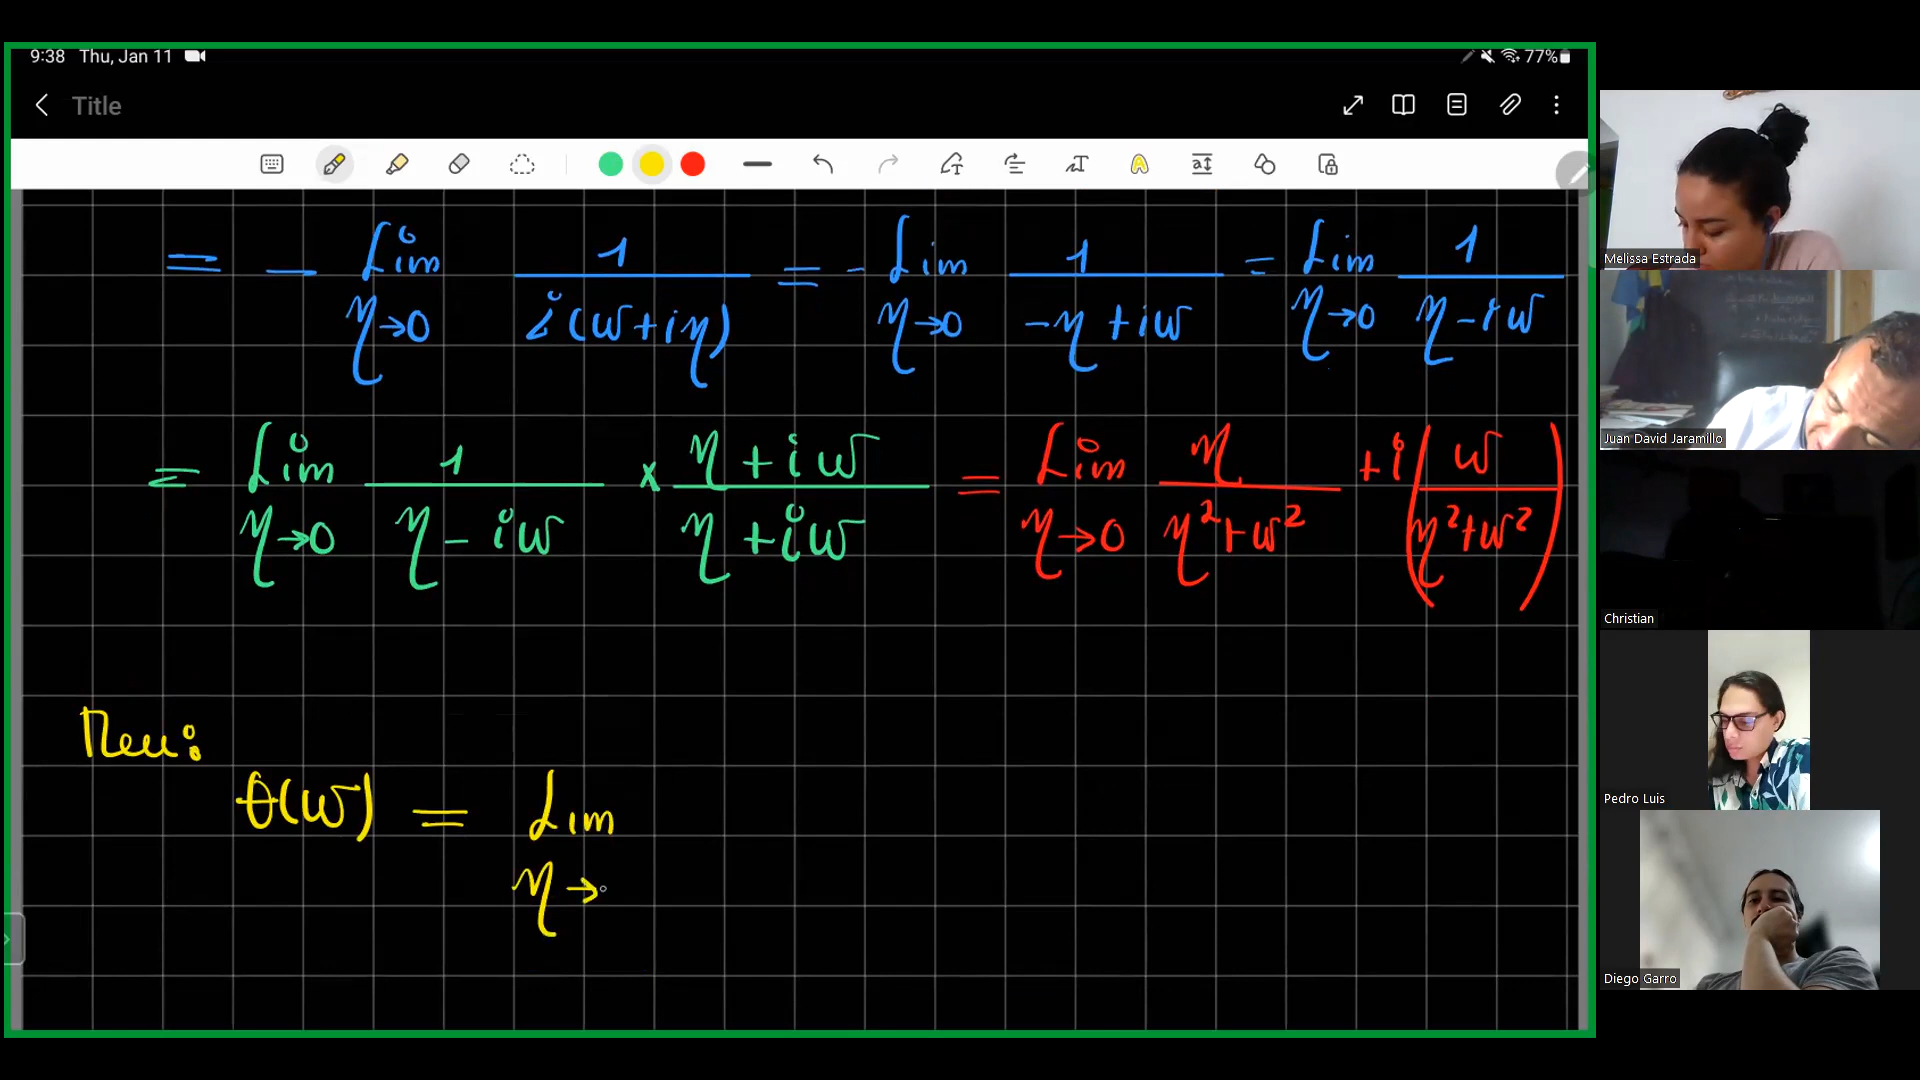 9:38 Thu, Jan 11 77%
Title
= - Lim η→0 1/(i(ω+iη)) = - Lim η→0 1/(-η+iω) = Lim η→0 1/(η-iω)
= Lim η→0 1/(η-iω) x (η+iω)/(η+iω) = Lim η→0 η/(η²+ω²) +i(ω/(η²+ω²))
θ(ω) = Lim η→
Melissa Estrada
Juan David Jaramillo
Christian
Pedro Luis
Diego Garro